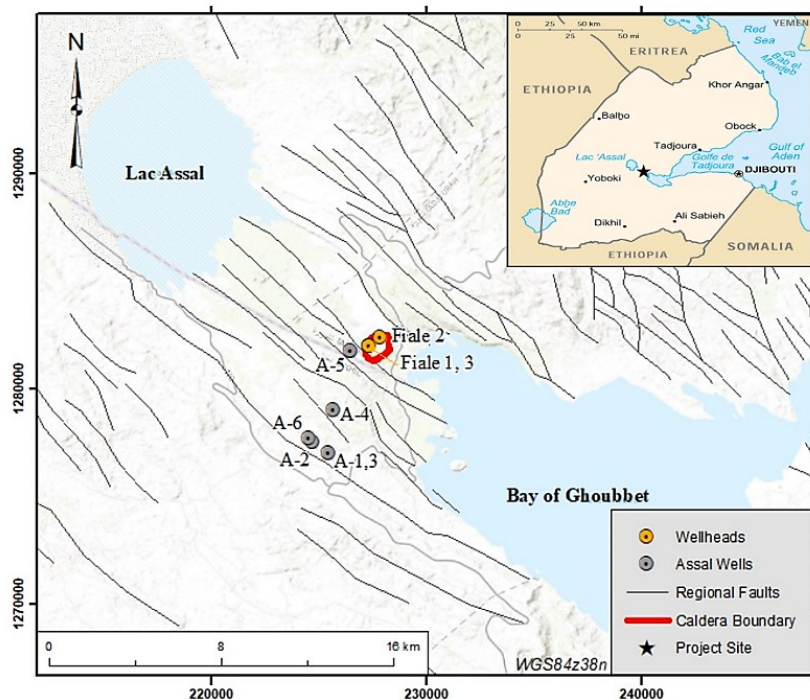 N
Lac Assal
Fiale 2
Fiale 1, 3
A-5
A-4
A-6
A-2
A-1,3
Bay of Ghoubbet
0 25 50 km
0 25 50 mi
YEMEN
Red
Sea
Bab el
Mandeb
ERITREA
ETHIOPIA
Khor Angar
Balho
Obock
Tadjoura
Gulf of
Aden
Lac 'Assal
Golfe de
Tadjoura
DJIBOUTI
Yoboki
Abhe
Bad
Ali Sabieh
Dikhil
SOMALIA
ETHIOPIA
Wellheads
Assal Wells
Regional Faults
Caldera Boundary
Project Site
0 8 16 km
WGS84z38n
1290000
1280000
1270000
220000 230000 240000